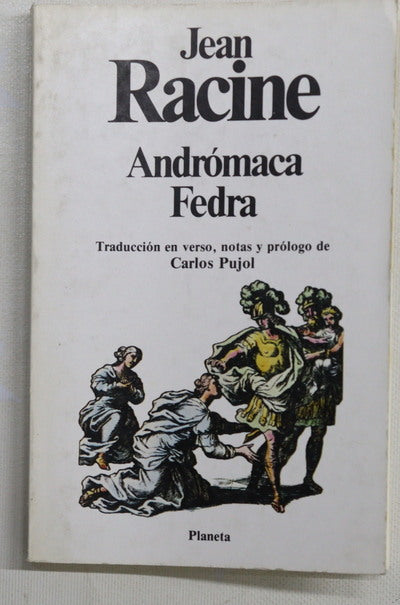 Jean
Racine
Andrómaca
Fedra
Traducción en verso, notas y prólogo de
Carlos Pujol
Planeta